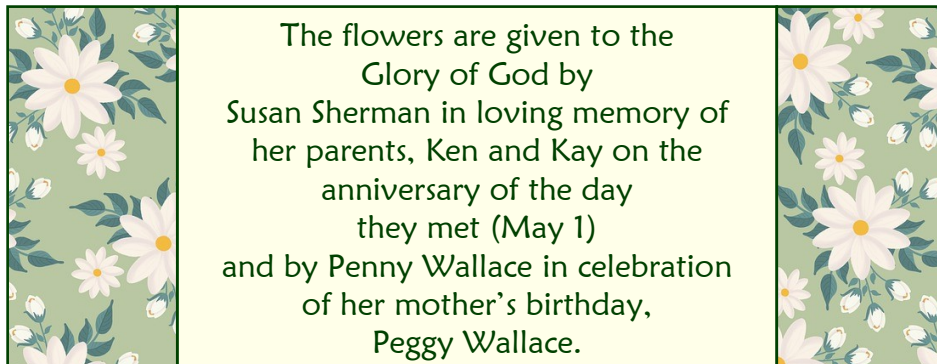 The flowers are given to the
Glory of God by
Susan Sherman in loving memory of
her parents, Ken and Kay on the
anniversary of the day
they met (May 1)
and by Penny Wallace in celebration
of her mother’s birthday,
Peggy Wallace.